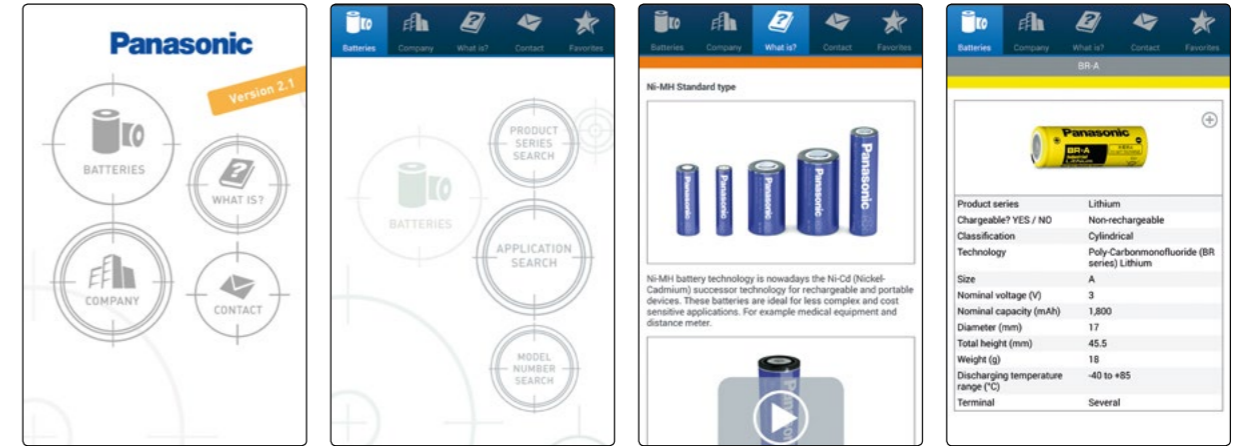 Panasonic
Version 2.1
BATTERIES
WHAT IS?
COMPANY
CONTACT
Batteries Company What is? Contact Favorites
PRODUCT
SERIES
SEARCH
BATTERIES
APPLICATION
SEARCH
MODEL
NUMBER
SEARCH
Batteries Company What is? Contact Favorites
Ni-MH Standard type
Panasonic
Panasonic
Panasonic
Panasonic
Panasonic
Ni-MH battery technology is nowadays the Ni-Cd (Nickel-
Cadmium) successor technology for rechargeable and portable
devices. These batteries are ideal for less complex and cost
sensitive applications. For example medical equipment and
distance meter.
Batteries Company What is? Contact Favorites
BR-A
Panasonic
BR-A
Industrial
Lithium
Product series Lithium
Chargeable? YES / NO Non-rechargeable
Classification Cylindrical
Technology Poly-Carbonmonofluoride (BR
series) Lithium
Size A
Nominal voltage (V) 3
Nominal capacity (mAh) 1,800
Diameter (mm) 17
Total height (mm) 45.5
Weight (g) 18
Discharging temperature -40 to +85
range (°C)
Terminal Several